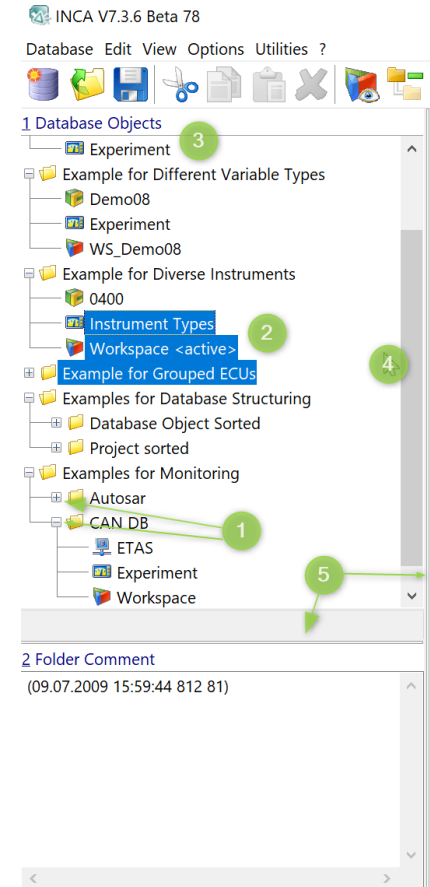 INCA V7.3.6 Beta 78
Database Edit View Options Utilities ?
1 Database Objects
3
Experiment
Example for Different Variable Types
Demo08
Experiment
WS_Demo08
Example for Diverse Instruments
0400
Instrument Types
2
Workspace <active>
Example for Grouped ECUs
4
Examples for Database Structuring
Database Object Sorted
Project sorted
Examples for Monitoring
Autosar
CAN DB
1
ETAS
Experiment
5
Workspace
2 Folder Comment
(09.07.2009 15:59:44 812 81)